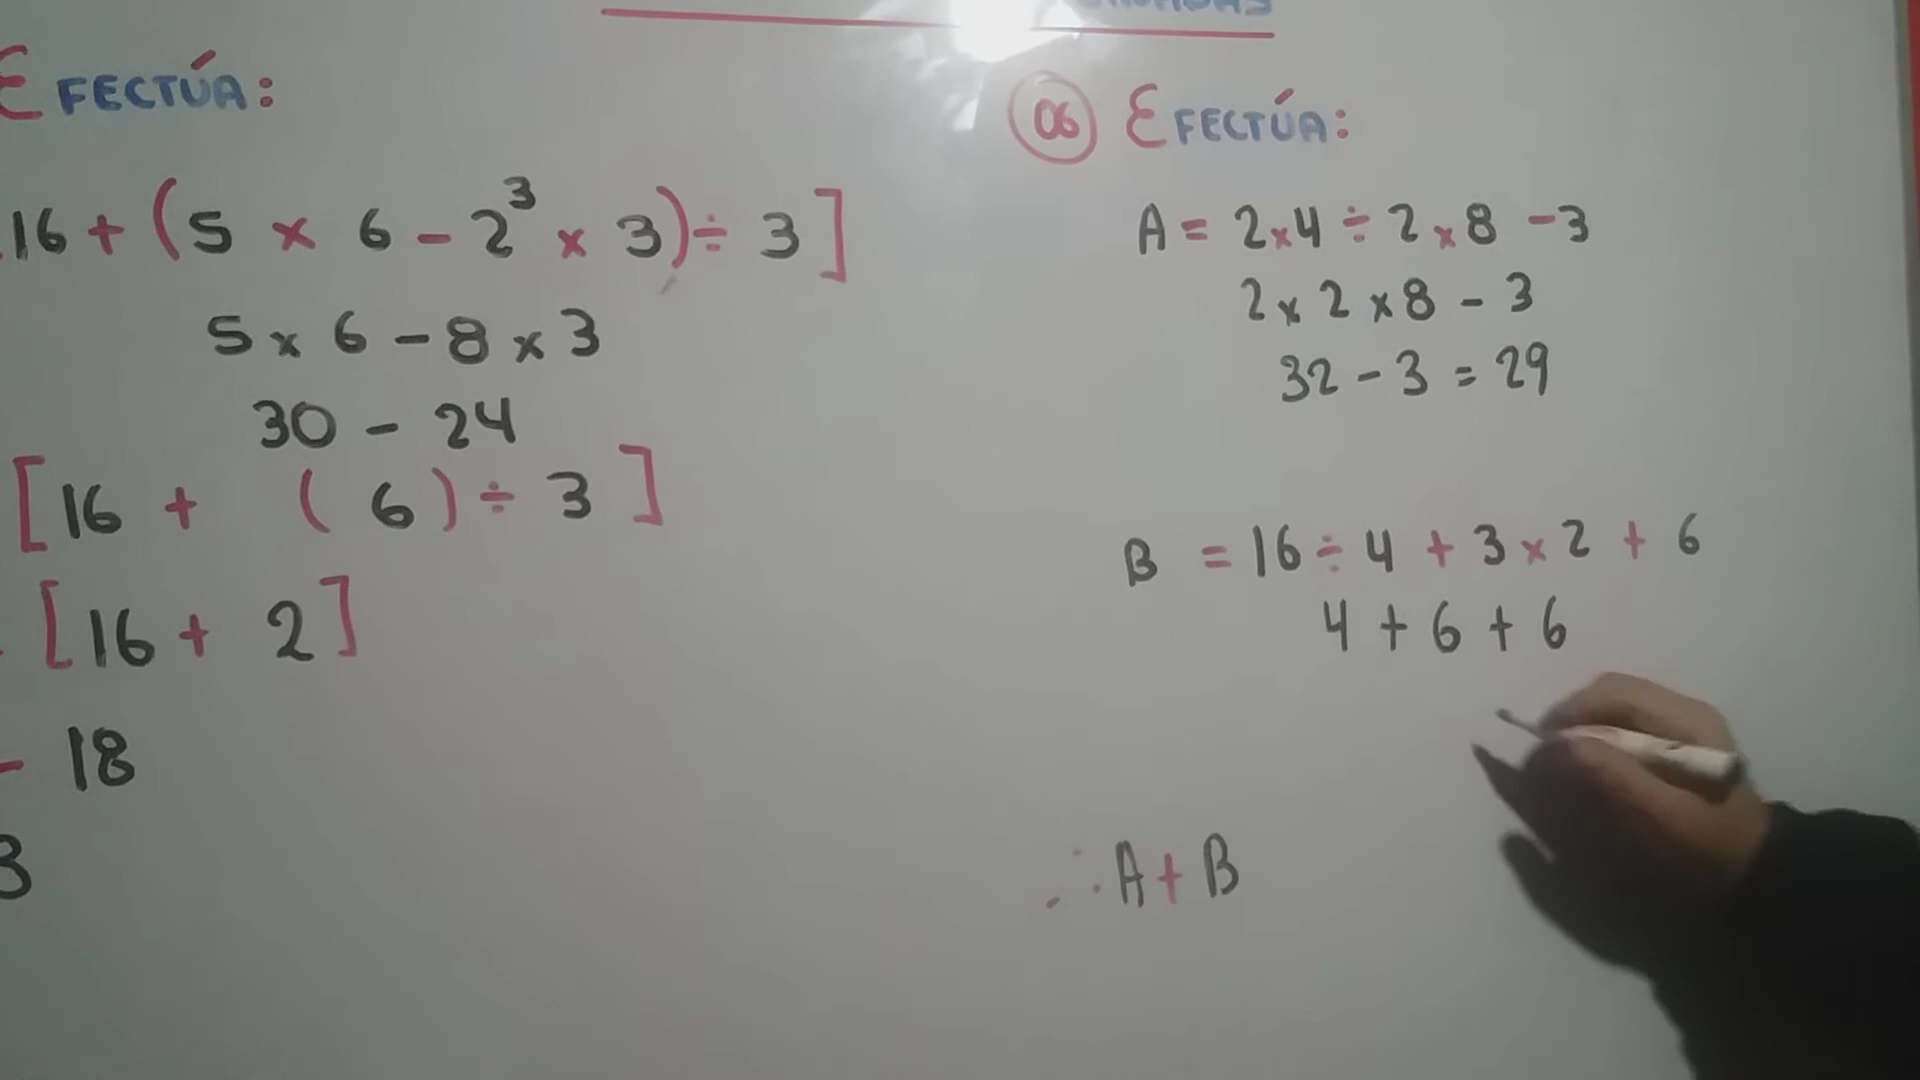 EFECTÚA:
16 + (5 × 6 - 2³ × 3) ÷ 3]
5 × 6 - 8 × 3
30 - 24
[16 + (6) ÷ 3]
[16 + 2]
- 18
3
06 EFECTÚA:
A = 2×4 ÷ 2×8 - 3
2 × 2 × 8 - 3
32 - 3 = 29
B = 16 ÷ 4 + 3 × 2 + 6
4 + 6 + 6
∴ A + B